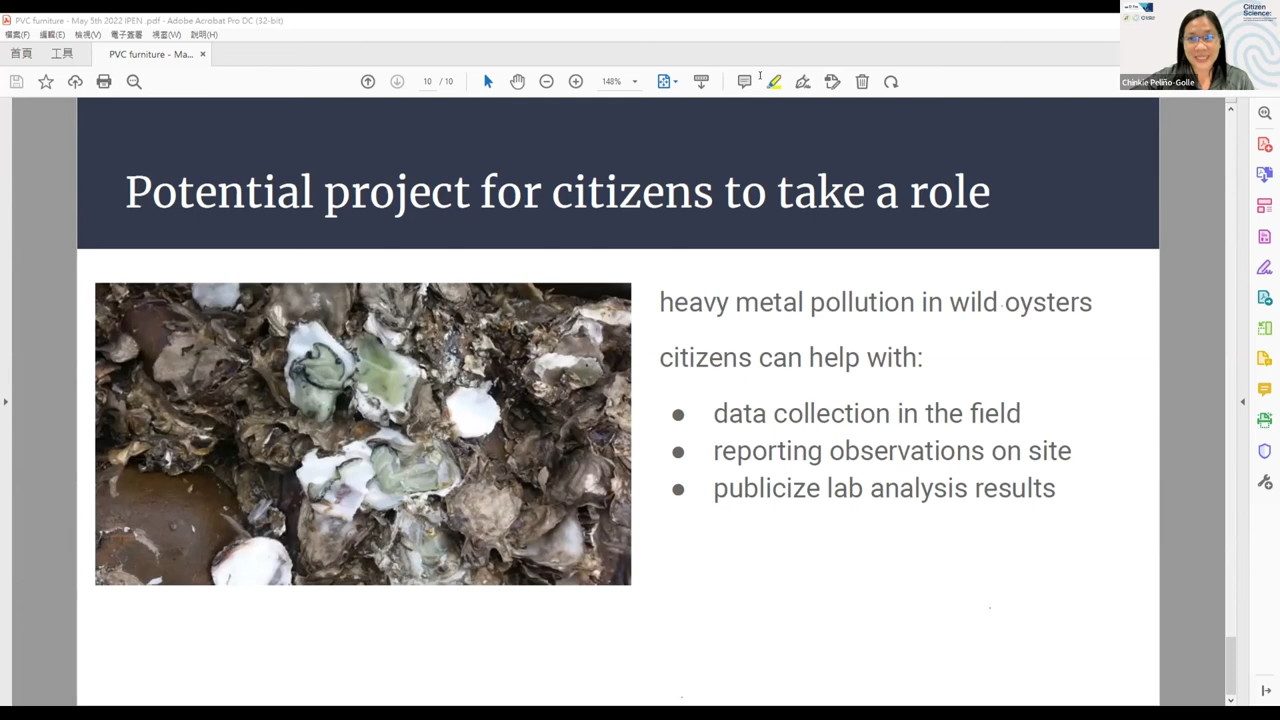 PVC furniture - May 5th 2022 IPEN .pdf - Adobe Acrobat Pro DC (32-bit)
檔案(F) 編輯(E) 檢視(V) 電子簽署 視窗(W) 說明(H)
首頁 工具 PVC furniture - Ma... ×
10 / 10 148%
Citizen
Science:
Chinkie Peliño-Golle
Potential project for citizens to take a role
heavy metal pollution in wild oysters
citizens can help with:
● data collection in the field
● reporting observations on site
● publicize lab analysis results